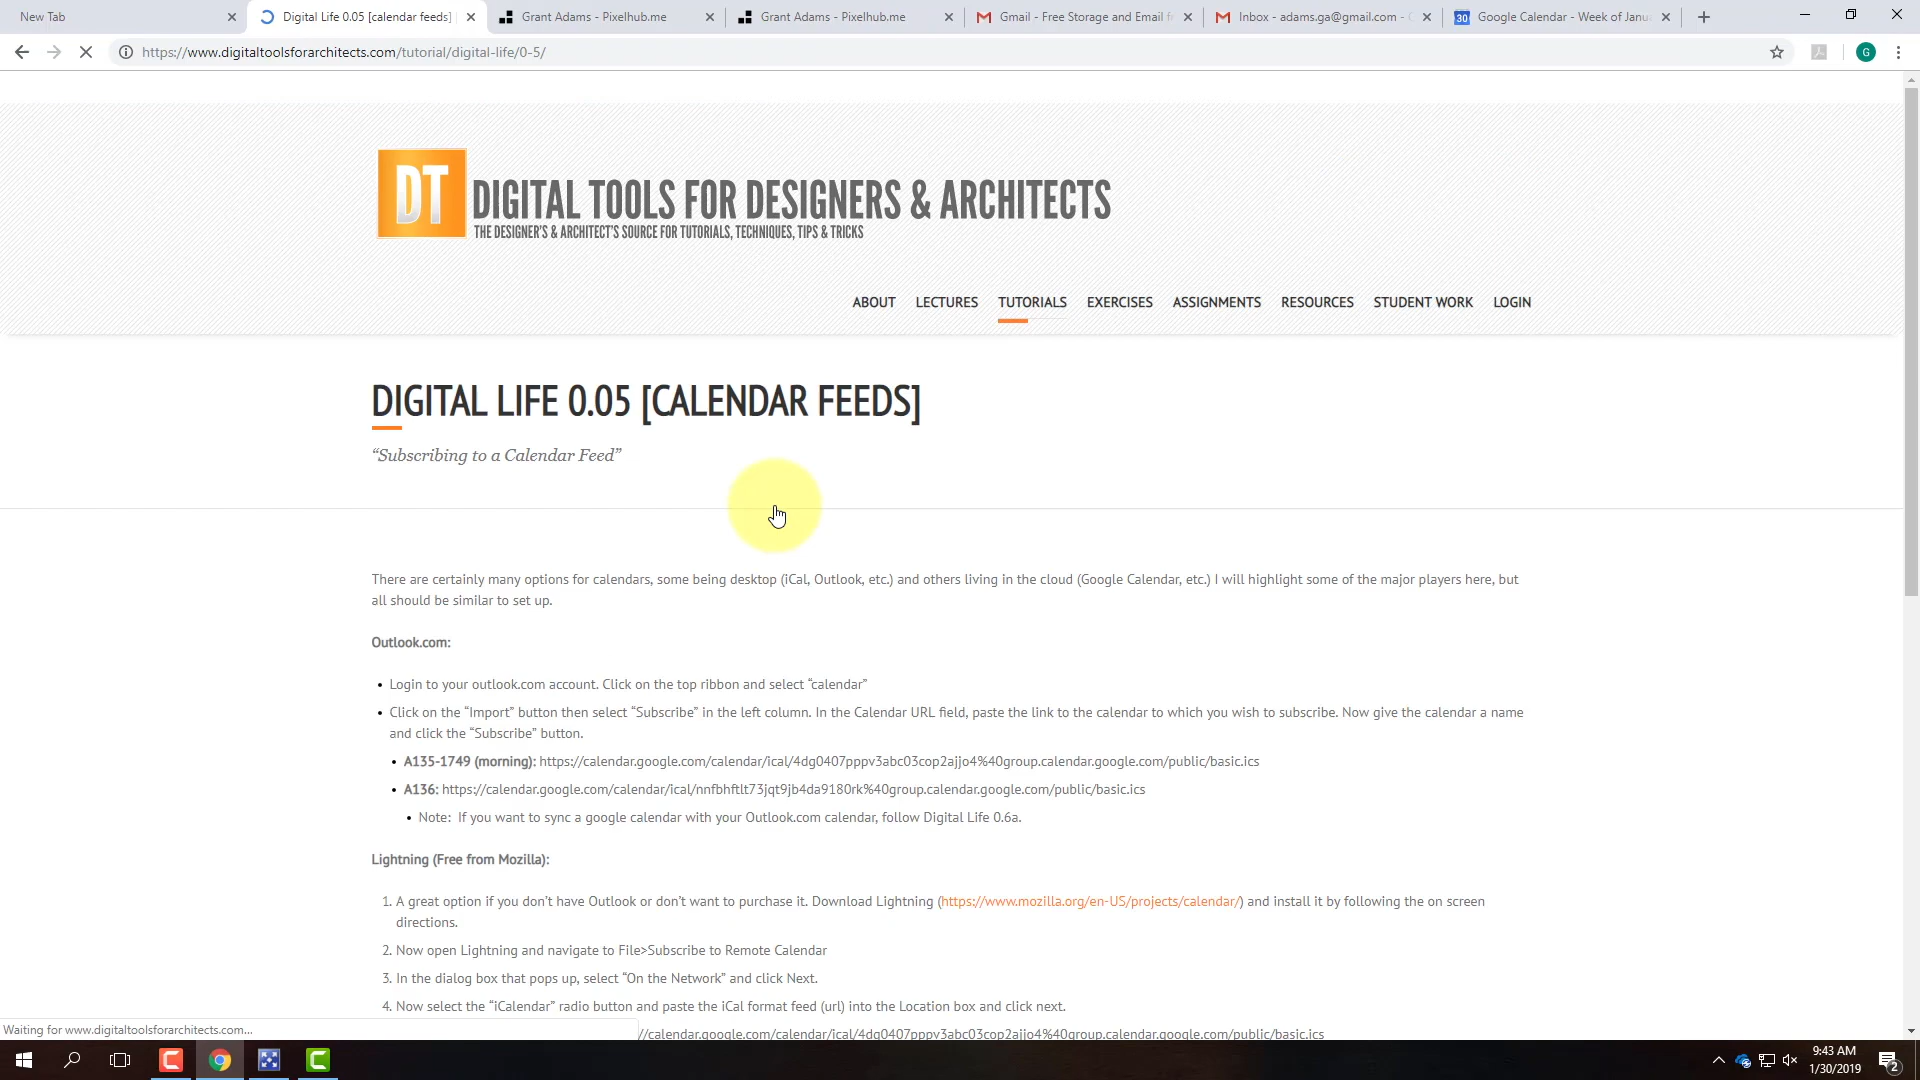 New Tab
Digital Life 0.05 [calendar feeds]
Grant Adams - Pixelhub.me
Grant Adams - Pixelhub.me
Gmail - Free Storage and Email f
Inbox - adams.ga@gmail.com -
30
Google Calendar - Week of Janu
https://www.digitaltoolsforarchitects.com/tutorial/digital-life/0-5/
G
DT
DIGITAL TOOLS FOR DESIGNERS & ARCHITECTS
THE DESIGNER'S & ARCHITECT'S SOURCE FOR TUTORIALS, TECHNIQUES, TIPS & TRICKS
ABOUT LECTURES TUTORIALS EXERCISES ASSIGNMENTS RESOURCES STUDENT WORK LOGIN
DIGITAL LIFE 0.05 [CALENDAR FEEDS]
“Subscribing to a Calendar Feed”
There are certainly many options for calendars, some being desktop (iCal, Outlook, etc.) and others living in the cloud (Google Calendar, etc.) I will highlight some of the major players here, but
all should be similar to set up.
Outlook.com:
• Login to your outlook.com account. Click on the top ribbon and select “calendar”
• Click on the “Import” button then select “Subscribe” in the left column. In the Calendar URL field, paste the link to the calendar to which you wish to subscribe. Now give the calendar a name
and click the “Subscribe” button.
• A135-1749 (morning): https://calendar.google.com/calendar/ical/4dg0407pppv3abc03cop2ajjo4%40group.calendar.google.com/public/basic.ics
• A136: https://calendar.google.com/calendar/ical/nnfbhftlt73jqt9jb4da9180rk%40group.calendar.google.com/public/basic.ics
• Note: If you want to sync a google calendar with your Outlook.com calendar, follow Digital Life 0.6a.
Lightning (Free from Mozilla):
1. A great option if you don’t have Outlook or don’t want to purchase it. Download Lightning (https://www.mozilla.org/en-US/projects/calendar/) and install it by following the on screen
directions.
2. Now open Lightning and navigate to File>Subscribe to Remote Calendar
3. In the dialog box that pops up, select “On the Network” and click Next.
4. Now select the “iCalendar” radio button and paste the iCal format feed (url) into the Location box and click next.
//calendar.google.com/calendar/ical/4dg0407pppv3abc03cop2ajjo4%40group.calendar.google.com/public/basic.ics
Waiting for www.digitaltoolsforarchitects.com...
9:43 AM
1/30/2019
2